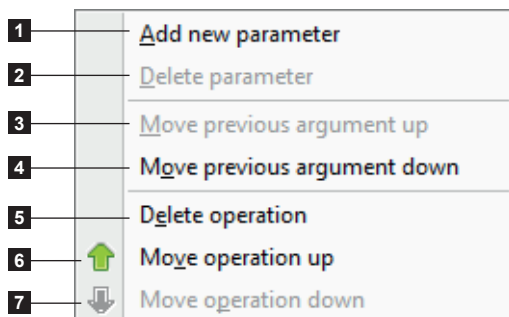 1 Add new parameter
2 Delete parameter
3 Move previous argument up
4 Move previous argument down
5 Delete operation
6 Move operation up
7 Move operation down